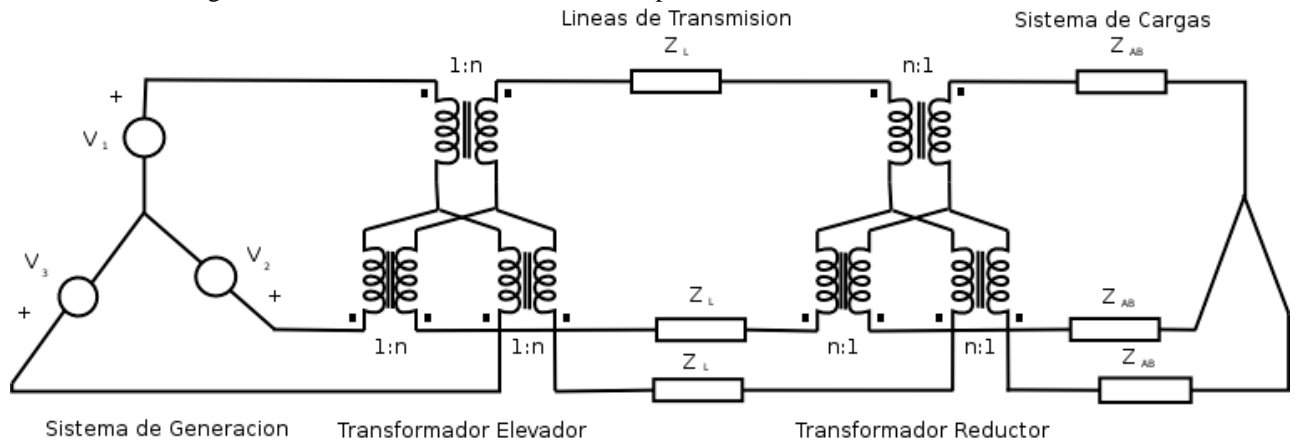 Lineas de Transmision
Sistema de Cargas
Z L
Z AB
1:n
n:1
+
V 1
V 3
V 2
+
+
Z L
Z AB
1:n
1:n
n:1
n:1
Z L
Z AB
Sistema de Generacion
Transformador Elevador
Transformador Reductor